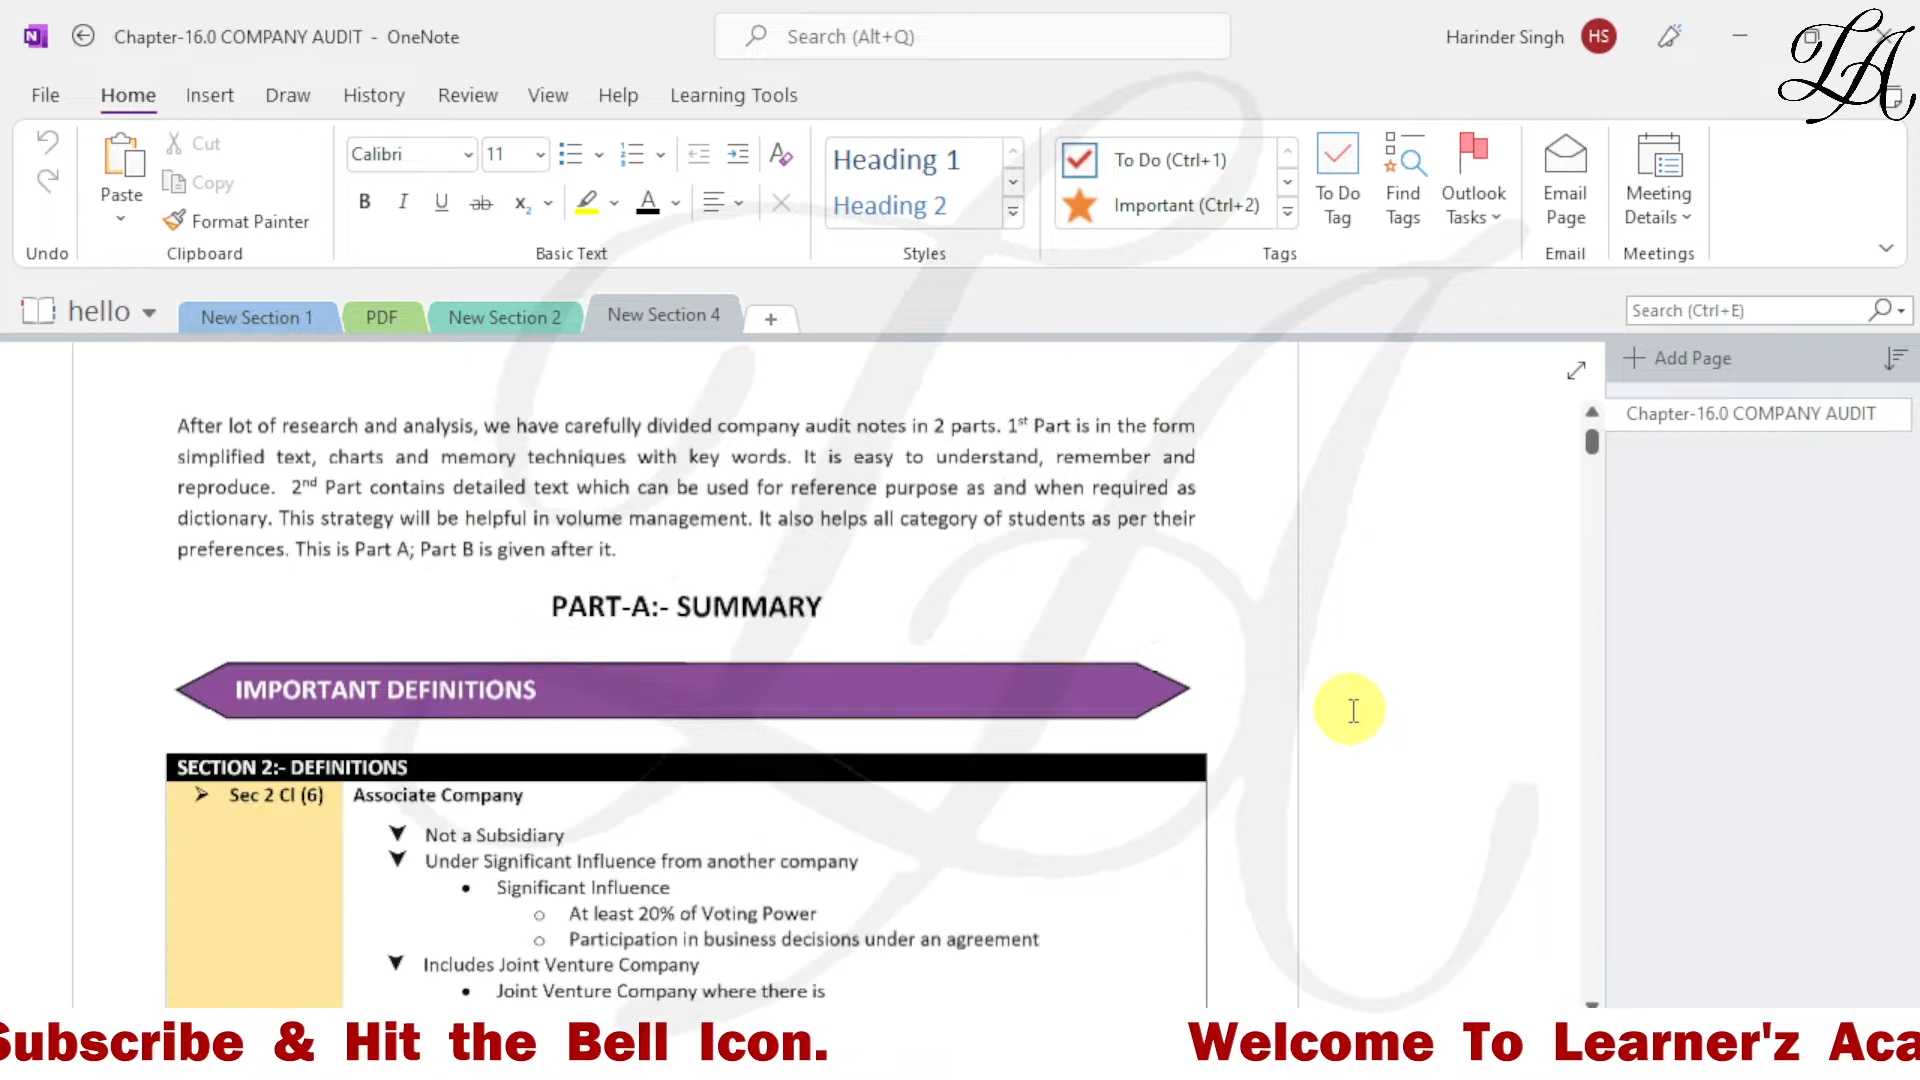 Chapter-16.0 COMPANY AUDIT - OneNote
Search (Alt+Q)
Harinder Singh
HS
LA
File Home Insert Draw History Review View Help Learning Tools
Cut
Copy
Paste
Format Painter
Calibri 11
B I U ab x₂ A
Heading 1
Heading 2
To Do (Ctrl+1)
Important (Ctrl+2)
To Do Tag
Find Tags
Outlook Tasks
Email Page
Meeting Details
Undo Clipboard Basic Text Styles Tags Email Meetings
hello New Section 1 PDF New Section 2 New Section 4 +
Search (Ctrl+E)
Add Page
Chapter-16.0 COMPANY AUDIT
After lot of research and analysis, we have carefully divided company audit notes in 2 parts. 1st Part is in the form
simplified text, charts and memory techniques with key words. It is easy to understand, remember and
reproduce. 2nd Part contains detailed text which can be used for reference purpose as and when required as
dictionary. This strategy will be helpful in volume management. It also helps all category of students as per their
preferences. This is Part A; Part B is given after it.
PART-A:- SUMMARY
IMPORTANT DEFINITIONS
SECTION 2:- DEFINITIONS
Sec 2 Cl (6) Associate Company
Not a Subsidiary
Under Significant Influence from another company
Significant Influence
At least 20% of Voting Power
Participation in business decisions under an agreement
Includes Joint Venture Company
Joint Venture Company where there is
Subscribe & Hit the Bell Icon. Welcome To Learner'z Aca